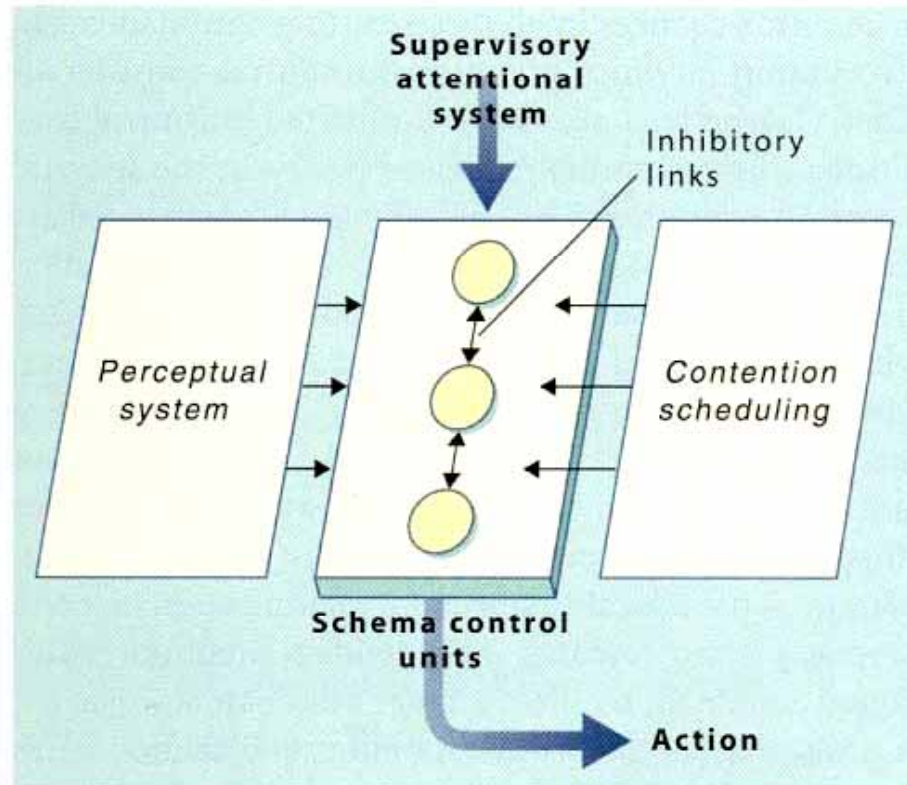 Supervisory
attentional
system
Inhibitory
links
Perceptual
system
Contention
scheduling
Schema control
units
Action